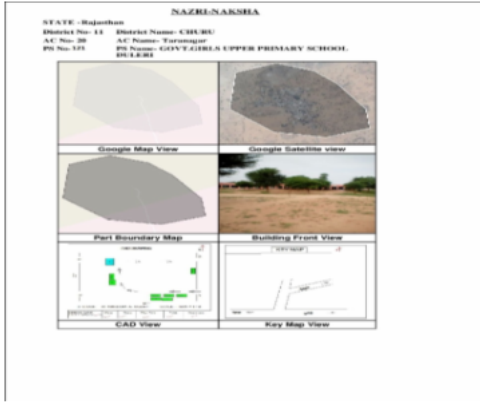 NAZRI-NAKSHA
STATE -Rajasthan
District No- 11 District Name- CHURU
AC No- 20 AC Name- Taranagar
PS No- PS Name- GOVT.GIRLS UPPER PRIMARY SCHOOL
DULERI
Google Map View
Google Satellite view
Part Boundary Map
Building Front View
KEY MAP
CAD View
Key Map View